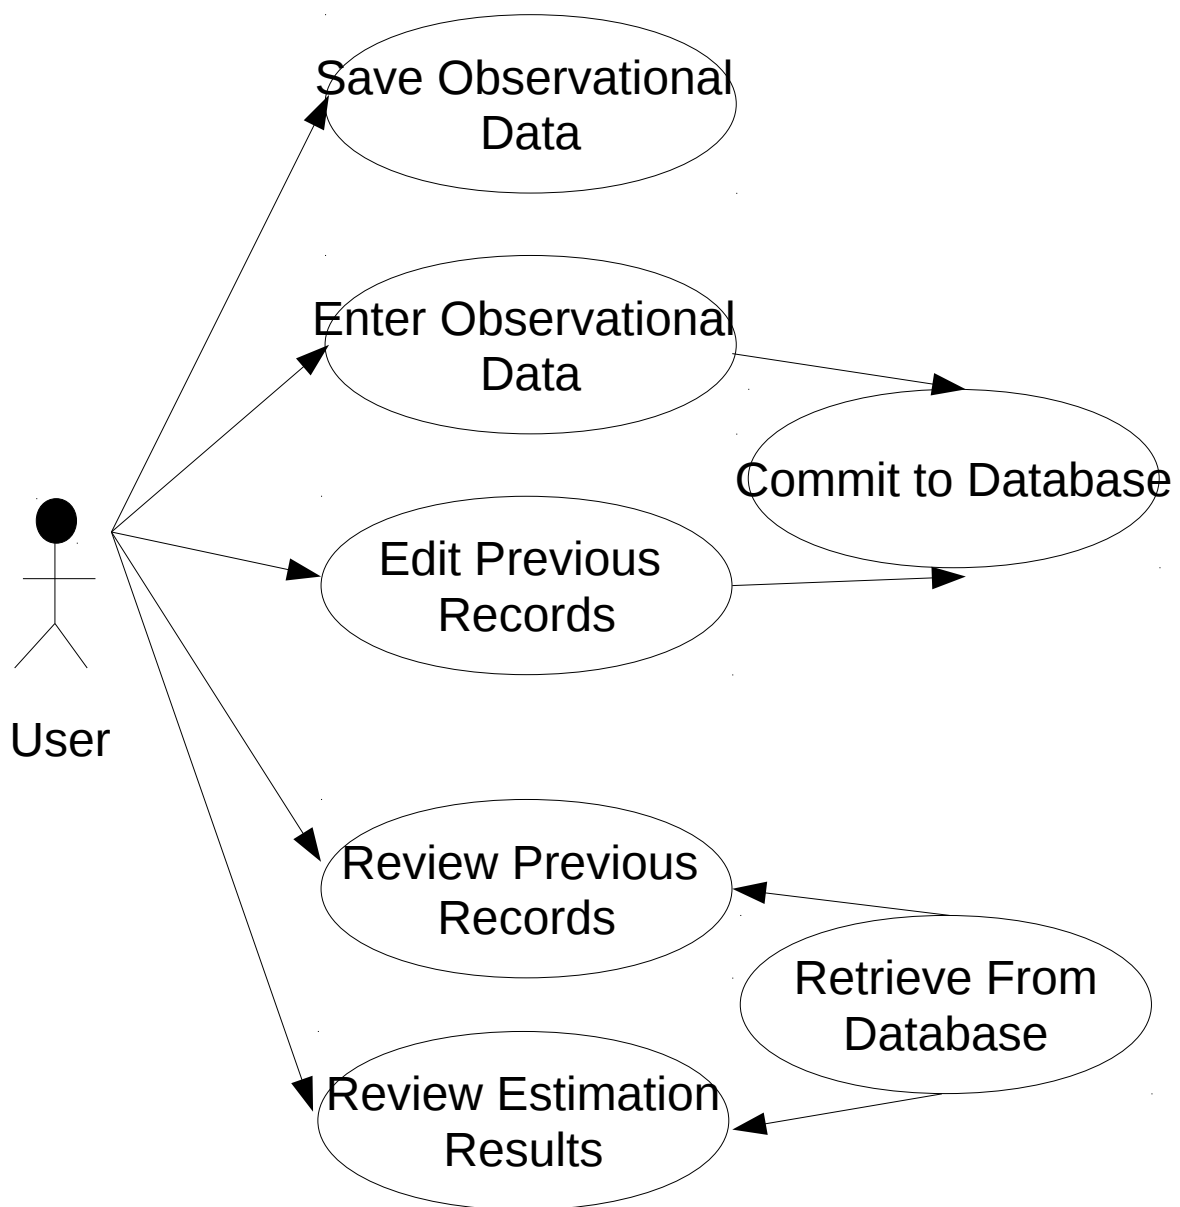 Save Observational
Data
Enter Observational
Data
Commit to Database
Edit Previous
Records
User
Review Previous
Records
Retrieve From
Database
Review Estimation
Results